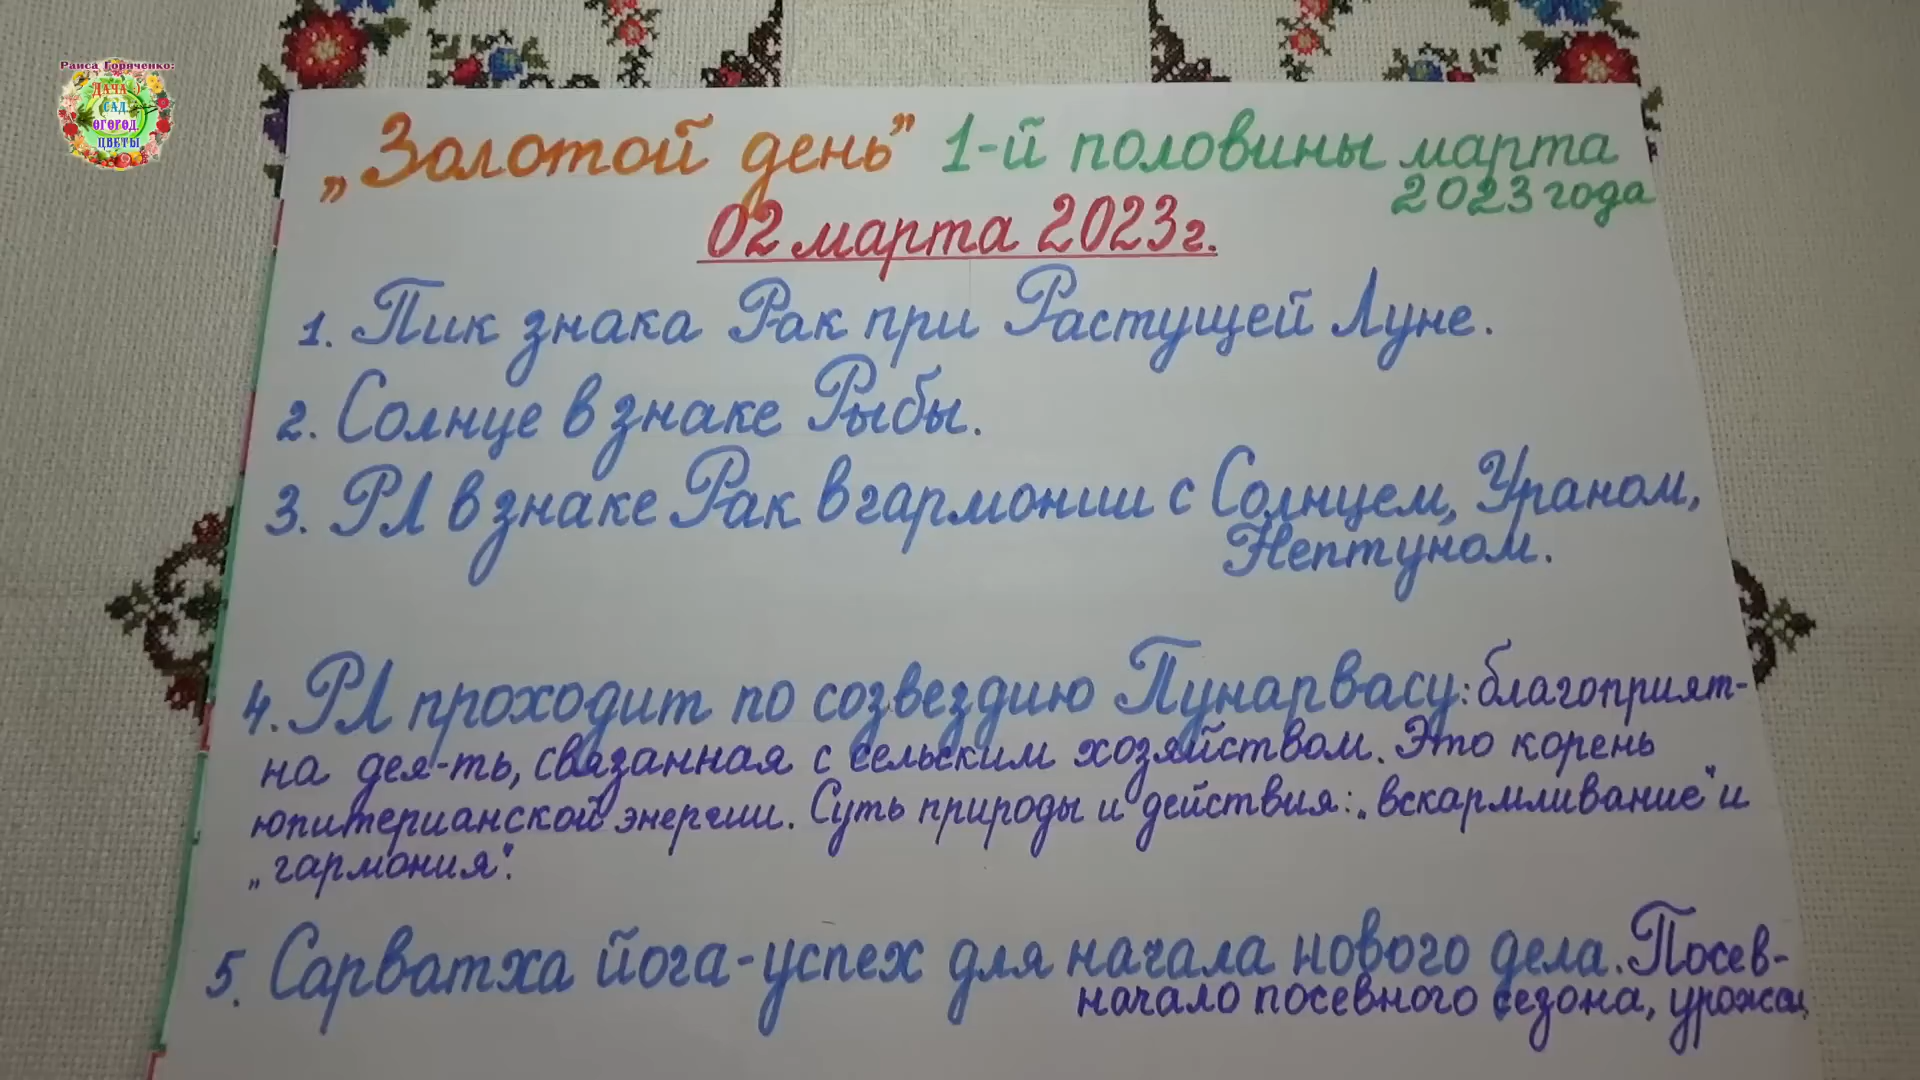 Раиса Горяченко:
ДАЧА
САД.
ОГОРОД.
ЦВЕТЫ
„Золотой день" 1-й половины марта
2023 года
02 марта 2023 г.
1. Пик знака Рак при Растущей Луне.
2. Солнце в знаке Рыбы.
3. РЛ в знаке Рак в гармонии с Солнцем, Ураном,
Нептуном.
4. РЛ проходит по созвездию Пунарвасу: благоприят-
на дея-ть, связанная с сельским хозяйством. Это корень
юпитерианской энергии. Суть природы и действия: „вскармливание" и
„гармония".
5. Сарватха йога-успех для начала нового дела. Посев-
начало посевного сезона, урожай